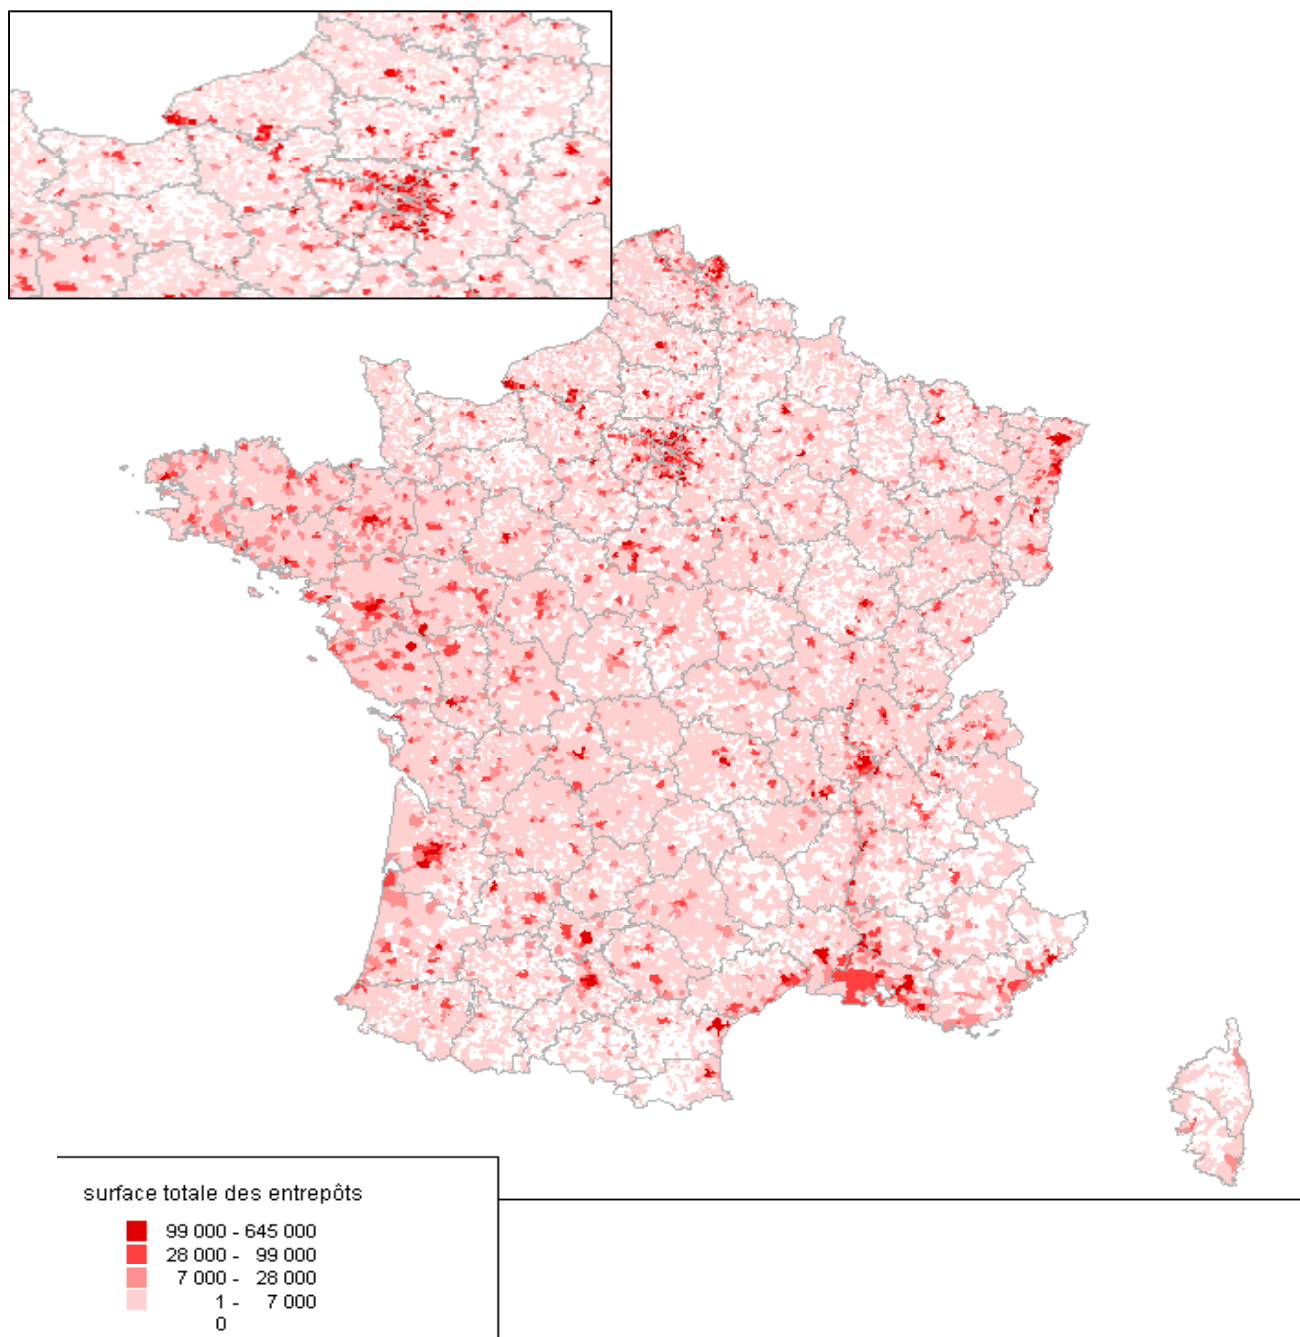 surface totale des entrepôts
99 000 - 645 000
28 000 - 99 000
7 000 - 28 000
1 - 7 000
0